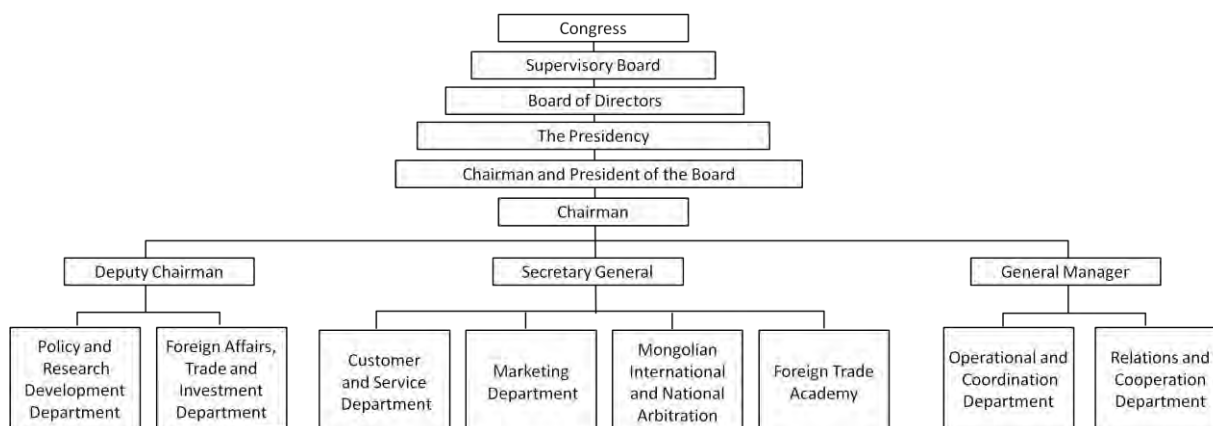 Congress
Supervisory Board
Board of Directors
The Presidency
Chairman and President of the Board
Chairman
Deputy Chairman
Secretary General
General Manager
Policy and
Research
Development
Department
Foreign Affairs,
Trade and
Investment
Department
Customer
and Service
Department
Marketing
Department
Mongolian
International
and National
Arbitration
Foreign Trade
Academy
Operational and
Coordination
Department
Relations and
Cooperation
Department